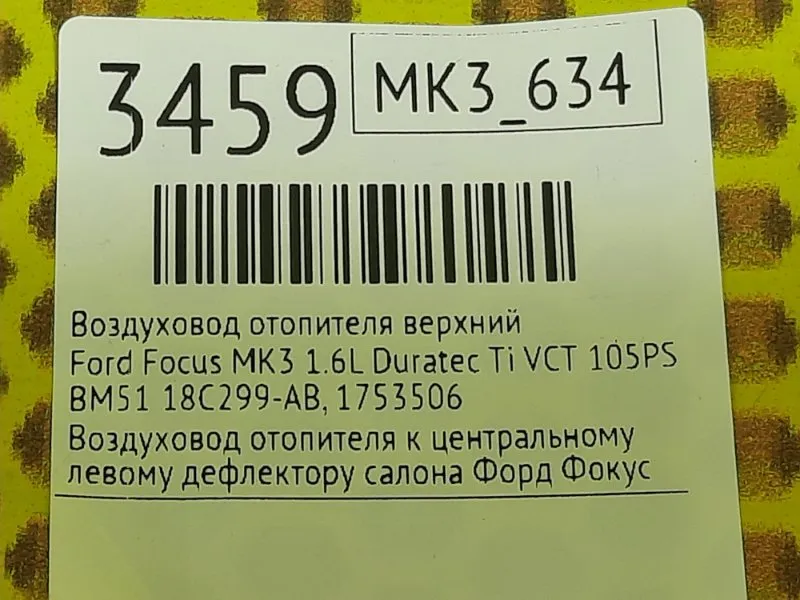 3459 MK3_634
Воздуховод отопителя верхний
Ford Focus MK3 1.6L Duratec Ti VCT 105PS
BM51 18C299-AB, 1753506
Воздуховод отопителя к центральному
левому дефлектору салона Форд Фокус